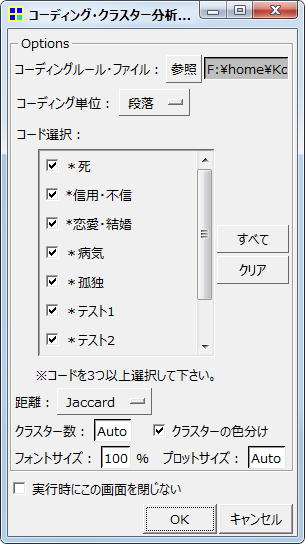 コーディング・クラスター分析...
Options
コーディングルール・ファイル： 参照 F:¥home¥Ko
コーディング単位： 段落
コード選択：
＊死
*信用・不信
*恋愛・結婚
＊病気
＊孤独
＊テスト1
＊テスト2
すべて
クリア
※コードを3つ以上選択して下さい。
距離： Jaccard
クラスター数： Auto クラスターの色分け
フォントサイズ： 100 % プロットサイズ： Auto
実行時にこの画面を閉じない
OK キャンセル